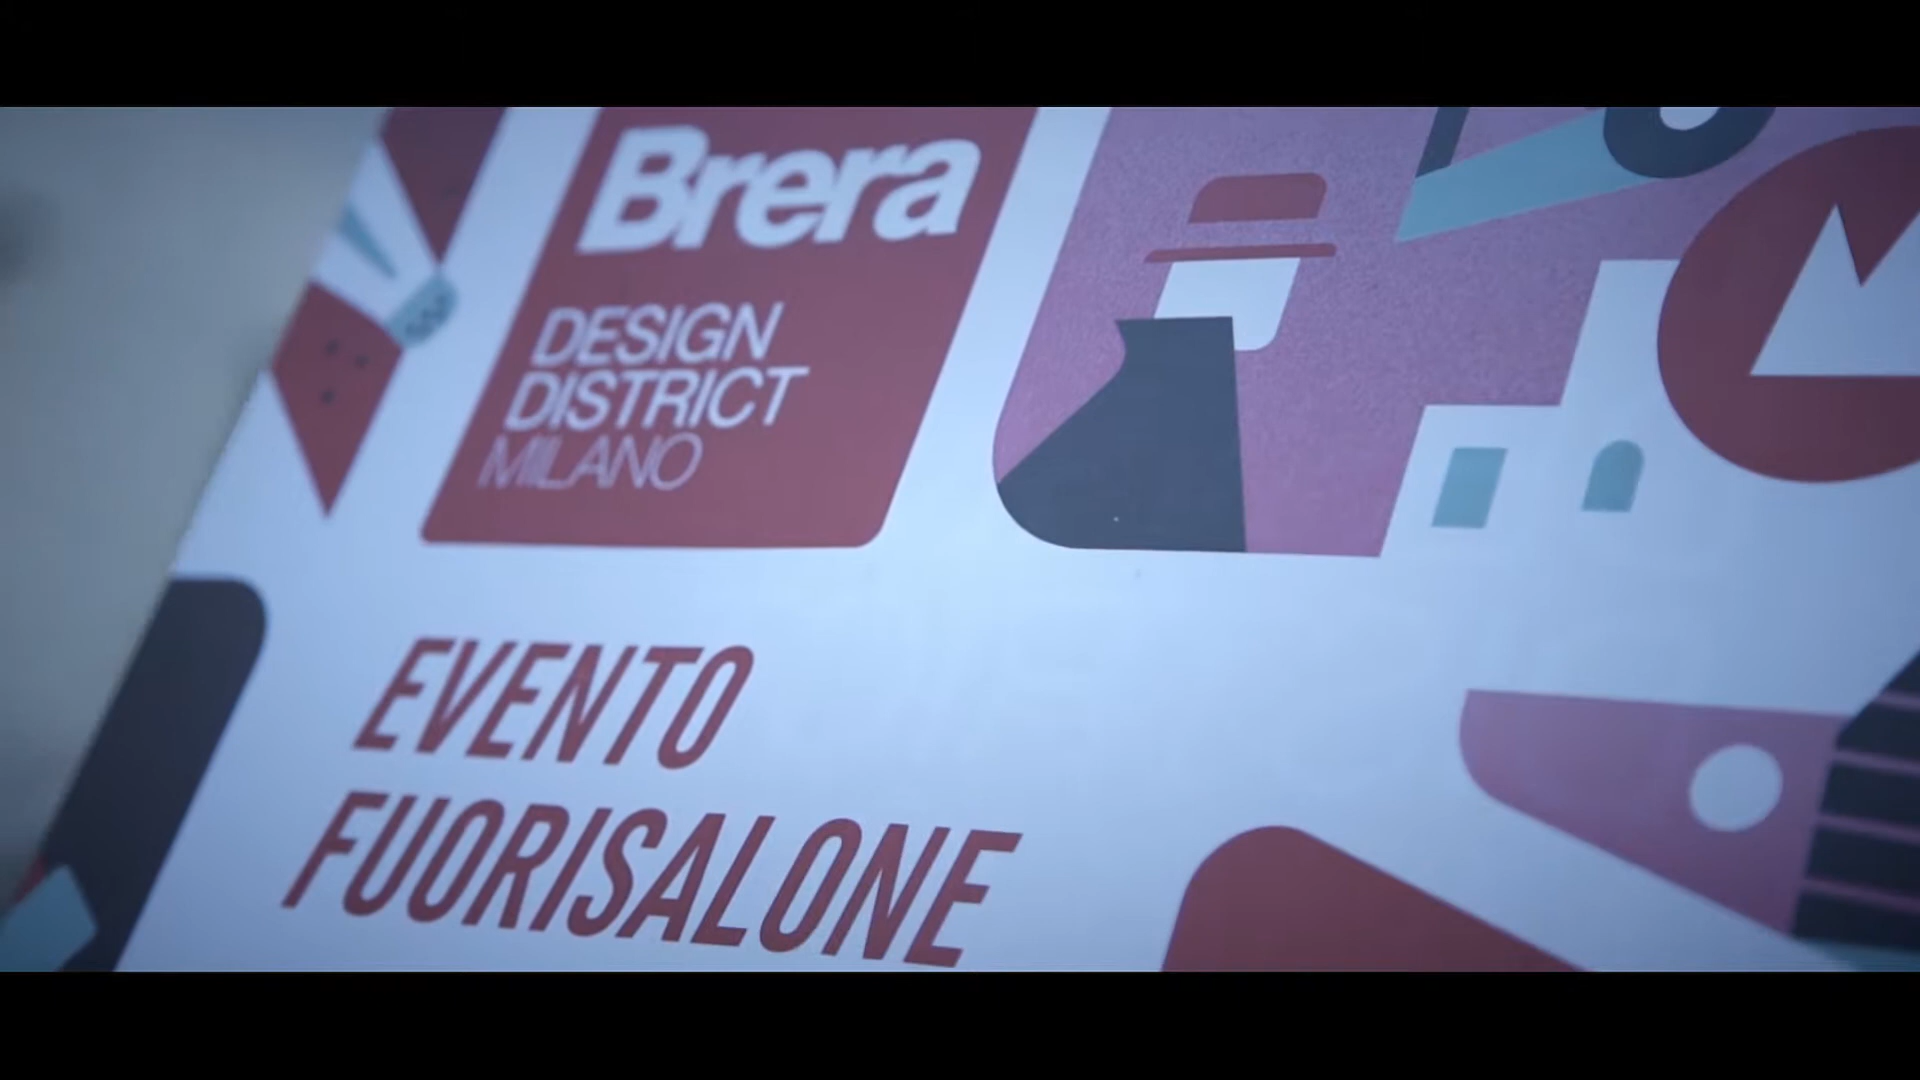 Brera
DESIGN
DISTRICT
MILANO
EVENTO
FUORISALONE